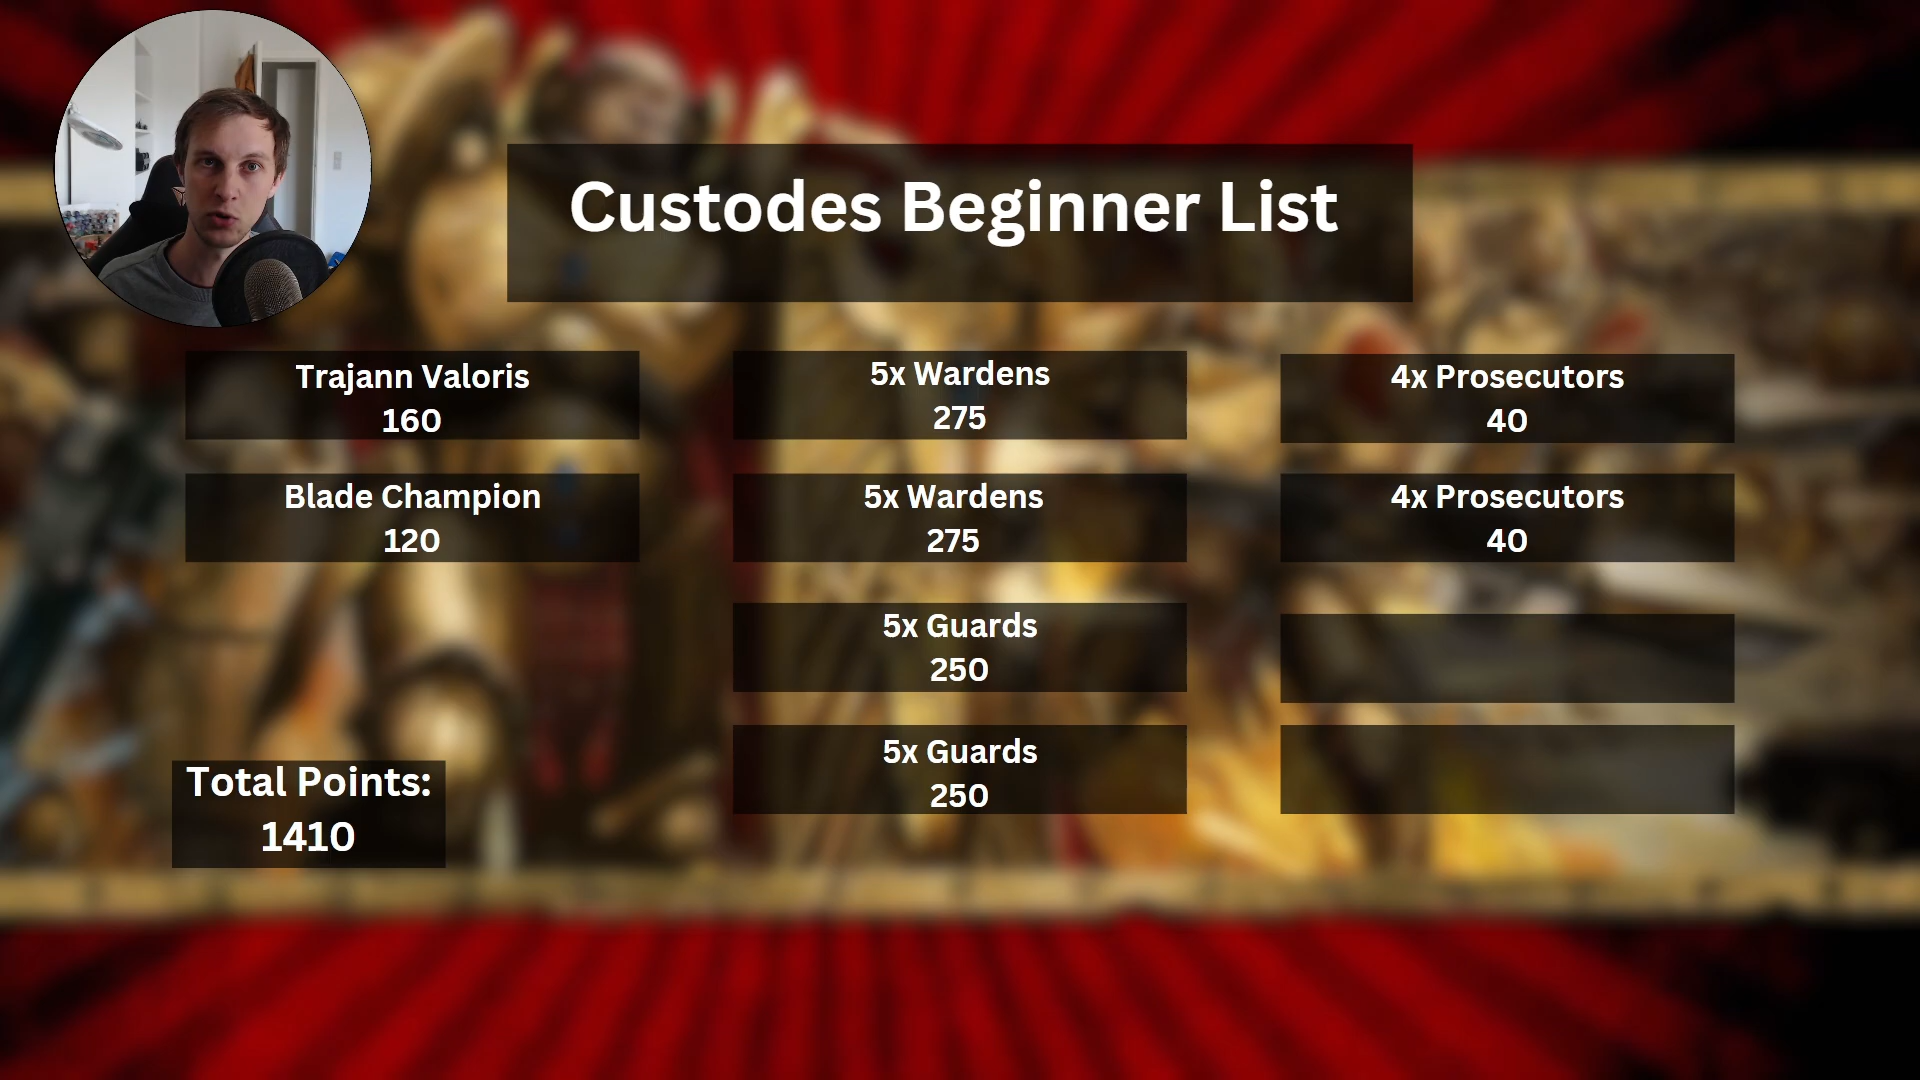 Custodes Beginner List
Trajann Valoris
160
Blade Champion
120
5x Wardens
275
5x Wardens
275
5x Guards
250
5x Guards
250
4x Prosecutors
40
4x Prosecutors
40
Total Points:
1410